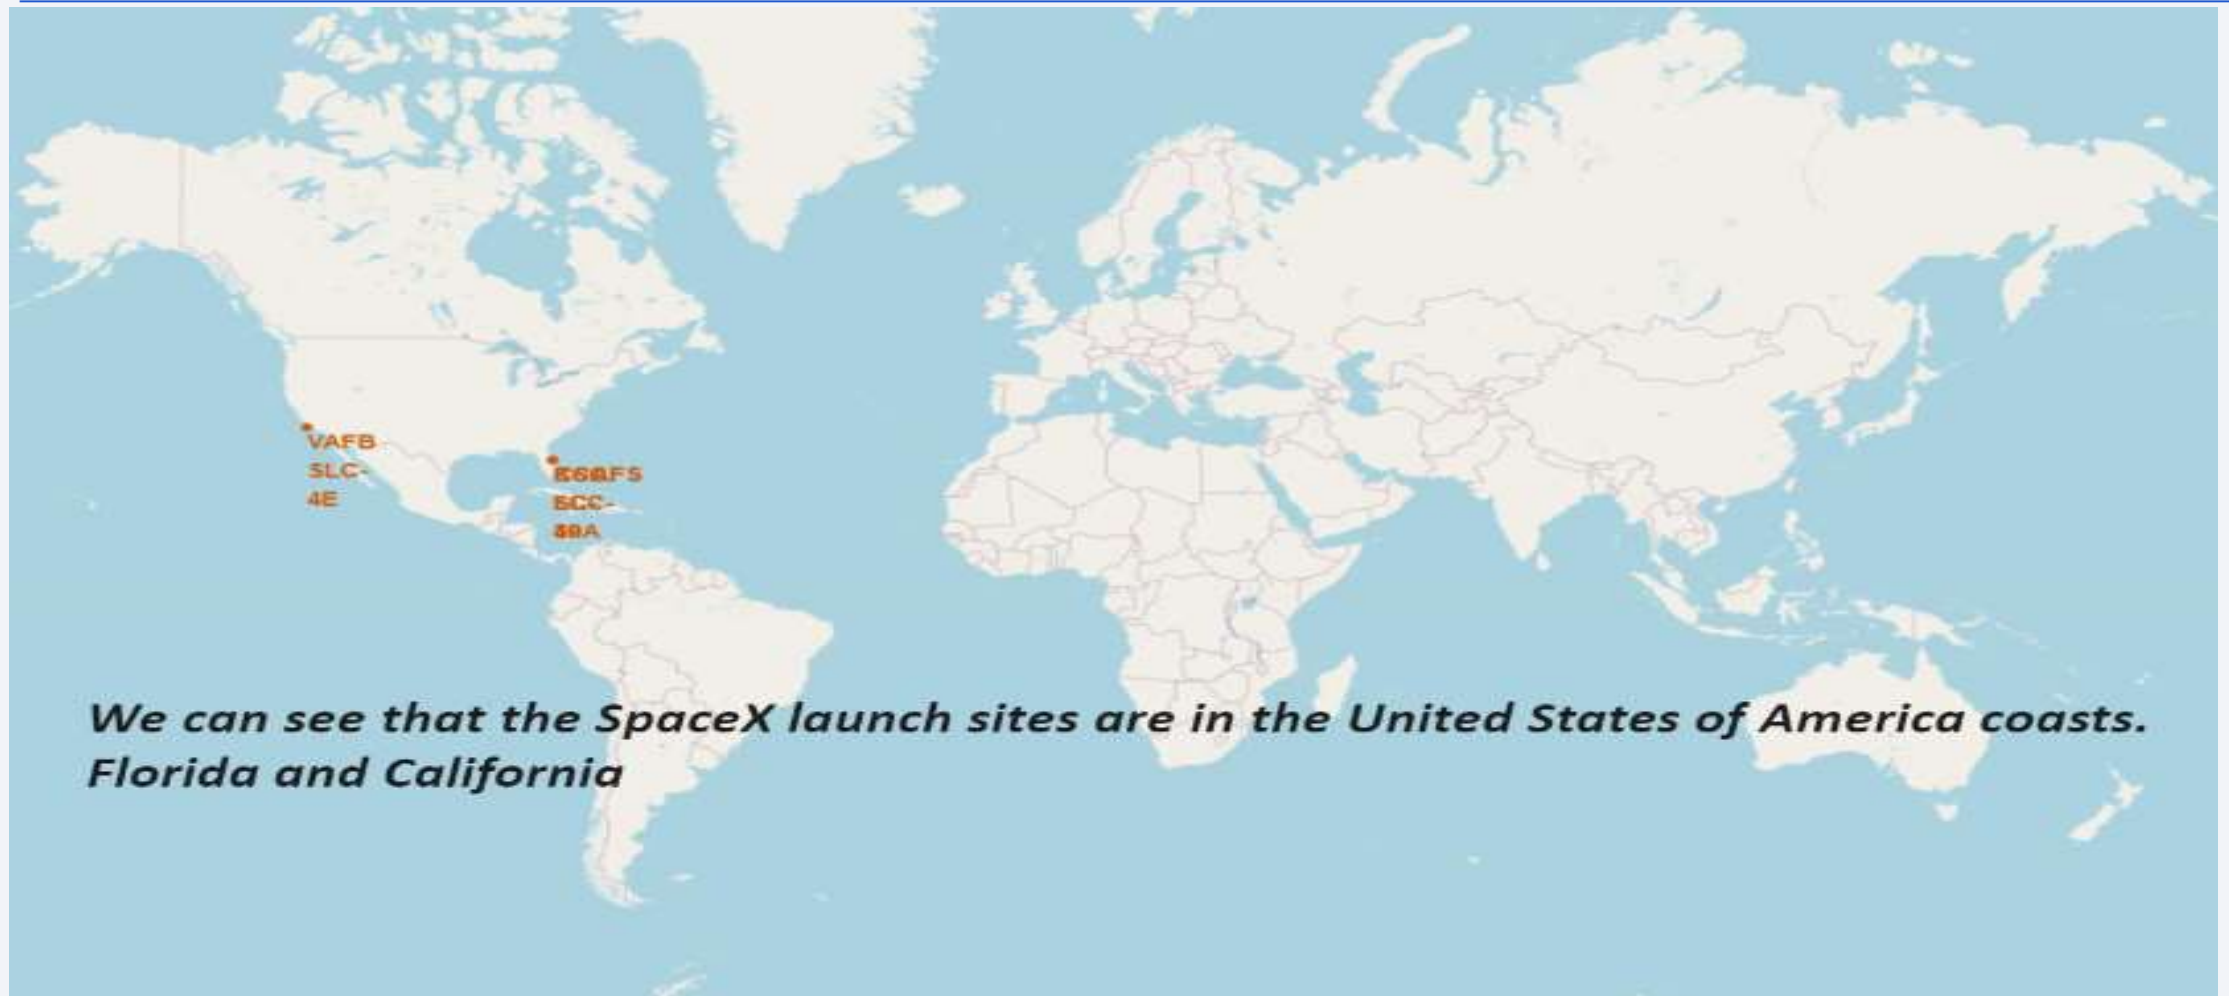 VAFB
SLC-
4E
We can see that the SpaceX launch sites are in the United States of America coasts.
Florida and California